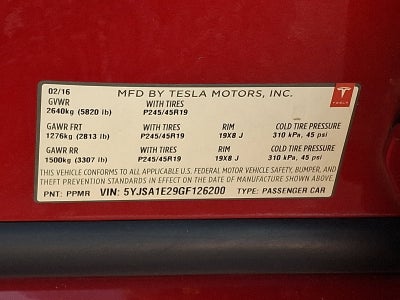 02/16 MFD BY TESLA MOTORS, INC.
GVWR WITH TIRES
2640kg (5820 lb) P245/45R19
TESLA
GAWR FRT WITH TIRES RIM COLD TIRE PRESSURE
1276kg (2813 lb) P245/45R19 19X8 J 310 kPa, 45 psi
GAWR RR WITH TIRES RIM COLD TIRE PRESSURE
1500kg (3307 lb) P245/45R19 19X8 J 310 kPa, 45 psi
THIS VEHICLE CONFORMS TO ALL APPLICABLE U.S. FEDERAL MOTOR VEHICLE SAFETY, BUMPER, AND
THEFT PREVENTION STANDARDS IN EFFECT ON THE DATE OF MANUFACTURE SHOWN ABOVE.
PNT: PPMR VIN: 5YJSA1E29GF126200 TYPE: PASSENGER CAR